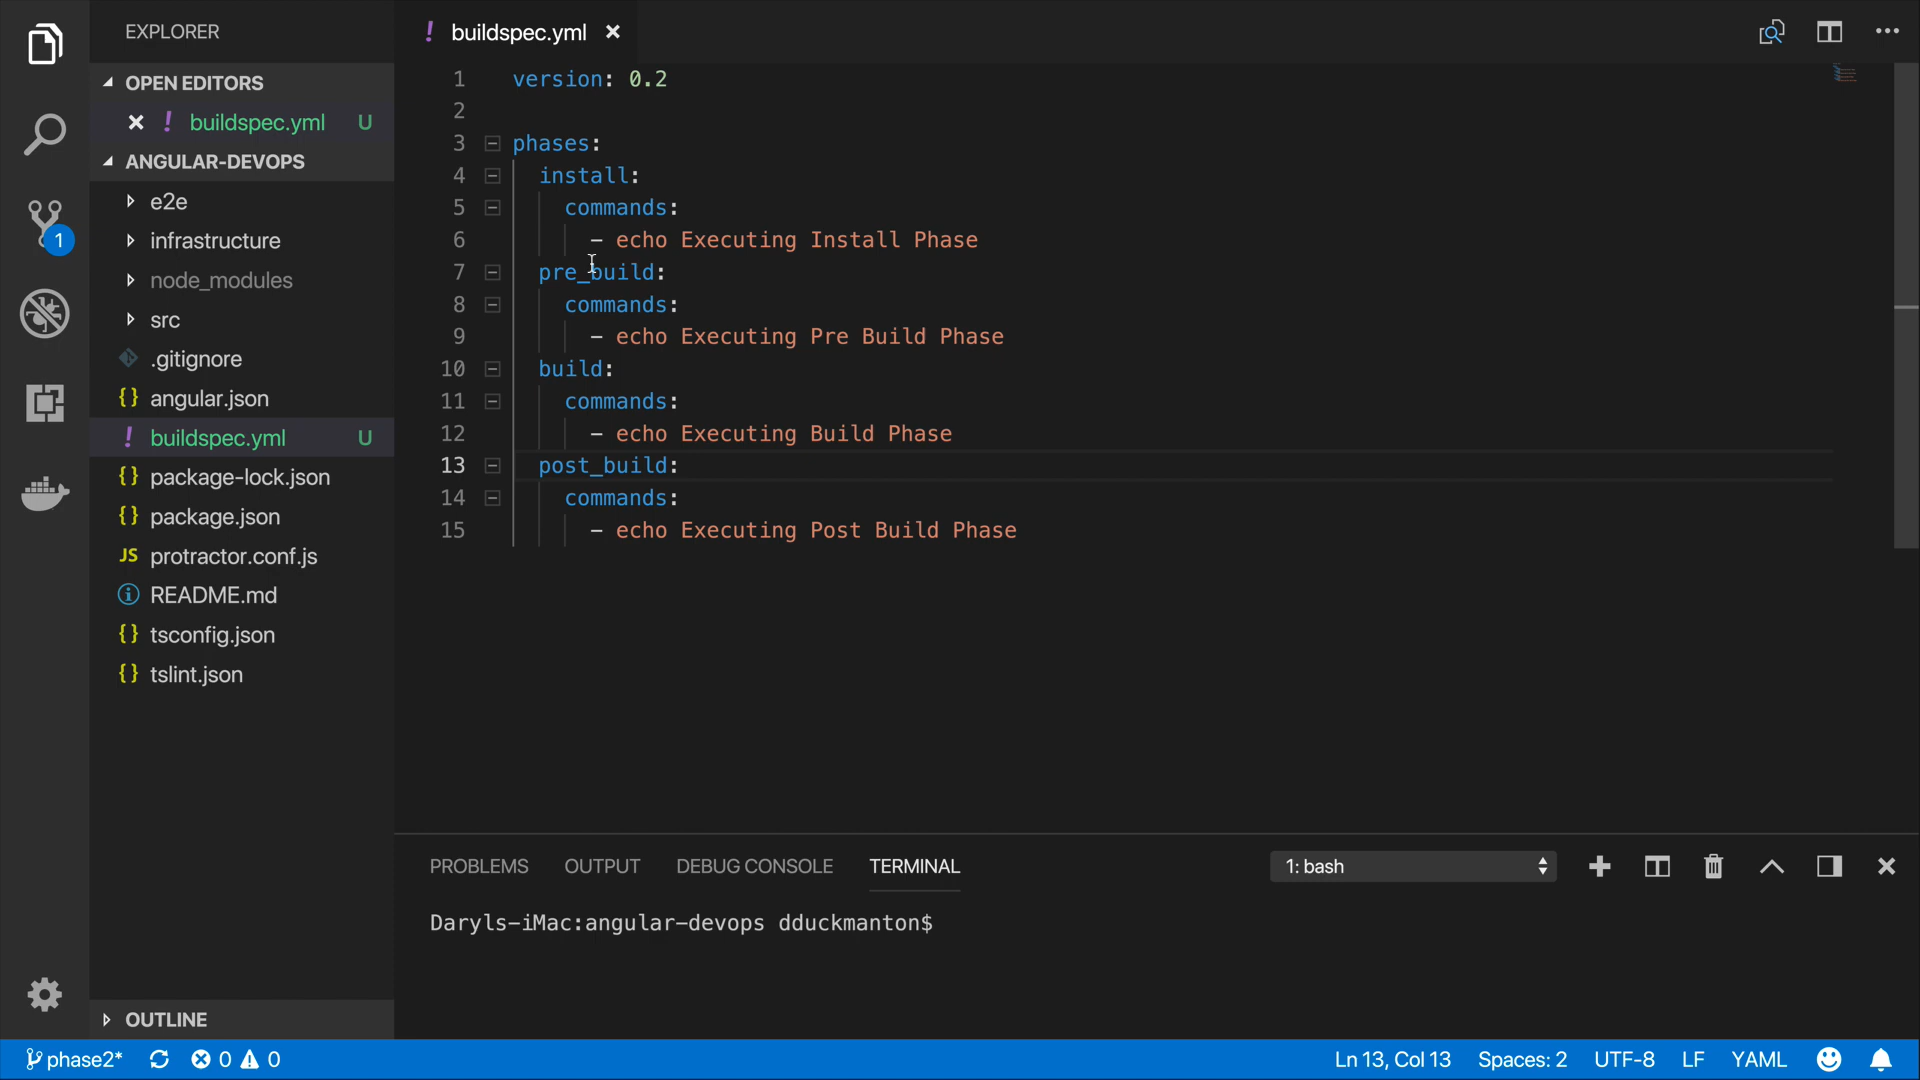 EXPLORER
OPEN EDITORS
buildspec.yml U
ANGULAR-DEVOPS
e2e
infrastructure
node_modules
src
.gitignore
{} angular.json
! buildspec.yml U
{} package-lock.json
{} package.json
JS protractor.conf.js
README.md
{} tsconfig.json
{} tslint.json
OUTLINE
1
! buildspec.yml
1 version: 0.2
2
3 phases:
4 install:
5 commands:
6 - echo Executing Install Phase
7 pre_build:
8 commands:
9 - echo Executing Pre Build Phase
10 build:
11 commands:
12 - echo Executing Build Phase
13 post_build:
14 commands:
15 - echo Executing Post Build Phase
PROBLEMS OUTPUT DEBUG CONSOLE TERMINAL 1: bash
Daryls-iMac:angular-devops dduckmanton$
phase2* 0 0 Ln 13, Col 13 Spaces: 2 UTF-8 LF YAML